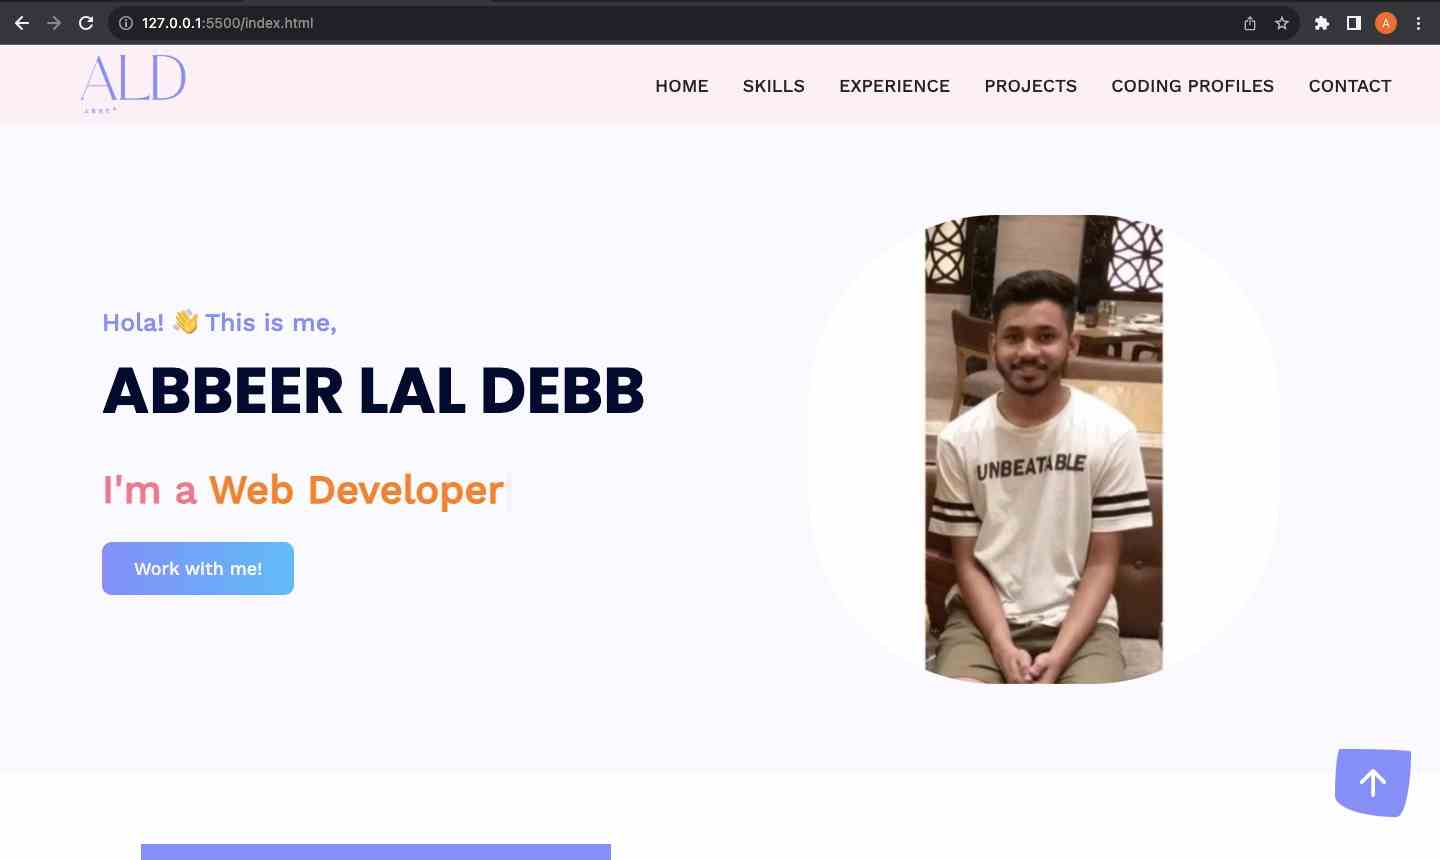 127.0.0.1:5500/index.html
A
ALD
HOME SKILLS EXPERIENCE PROJECTS CODING PROFILES CONTACT
Hola! 👋 This is me,
ABBEER LAL DEBB
I'm a Web Developer
Work with me!
UNBEATABLE